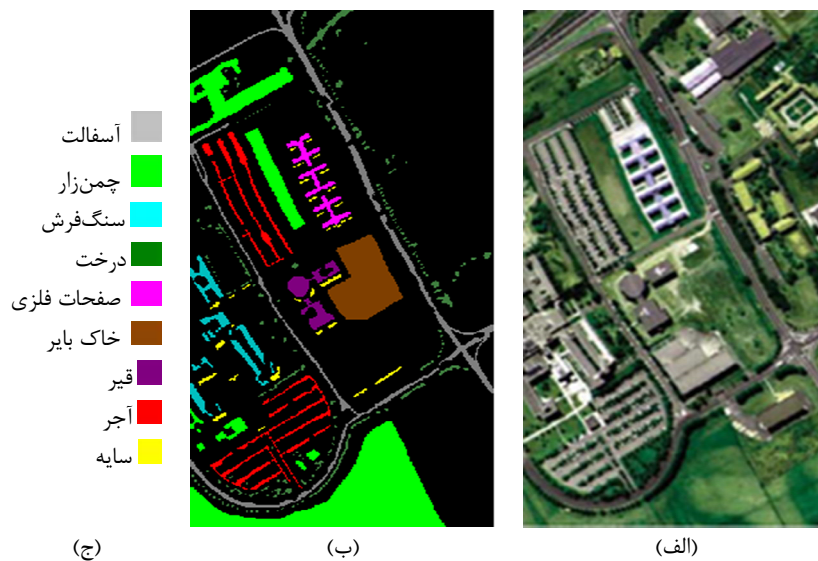 آسفالت
چمن‌زار
سنگ‌فرش
درخت
صفحات فلزی
خاک بایر
قیر
آجر
سایه
(الف)
(ب)
(ج)